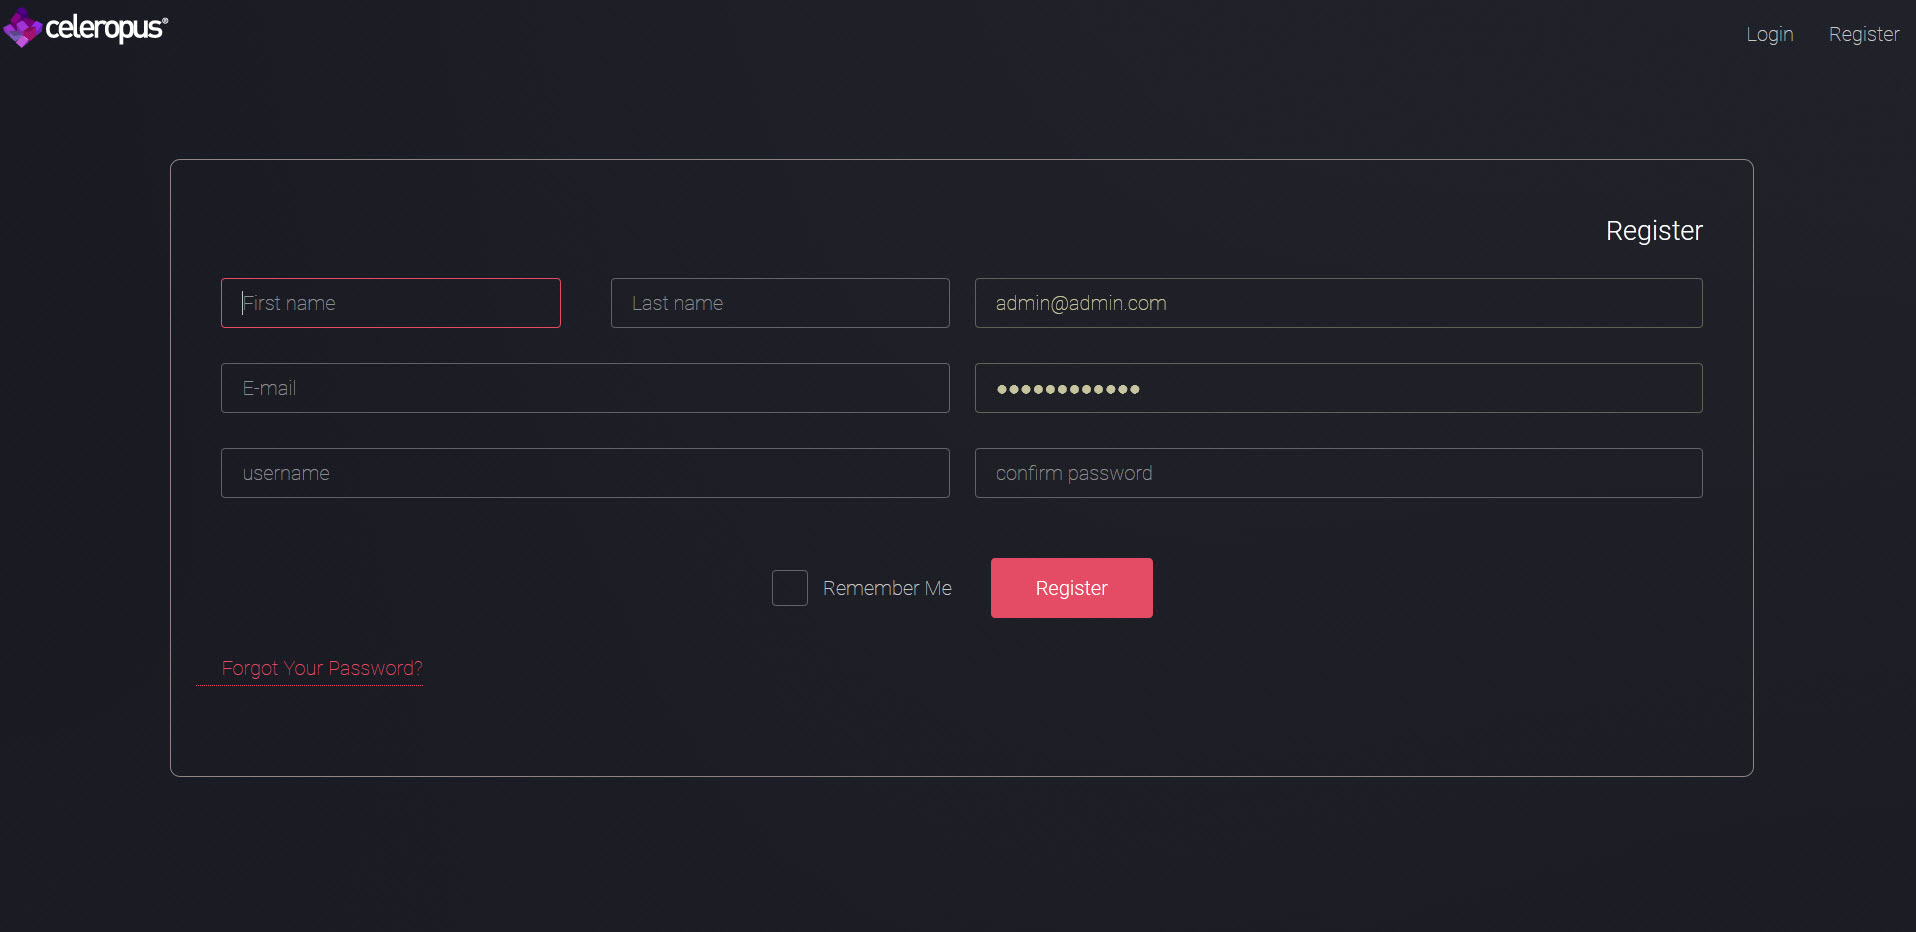 celeropus®
Login Register
Register
First name Last name admin@admin.com
E-mail ••••••••••••
username confirm password
Remember Me Register
Forgot Your Password?